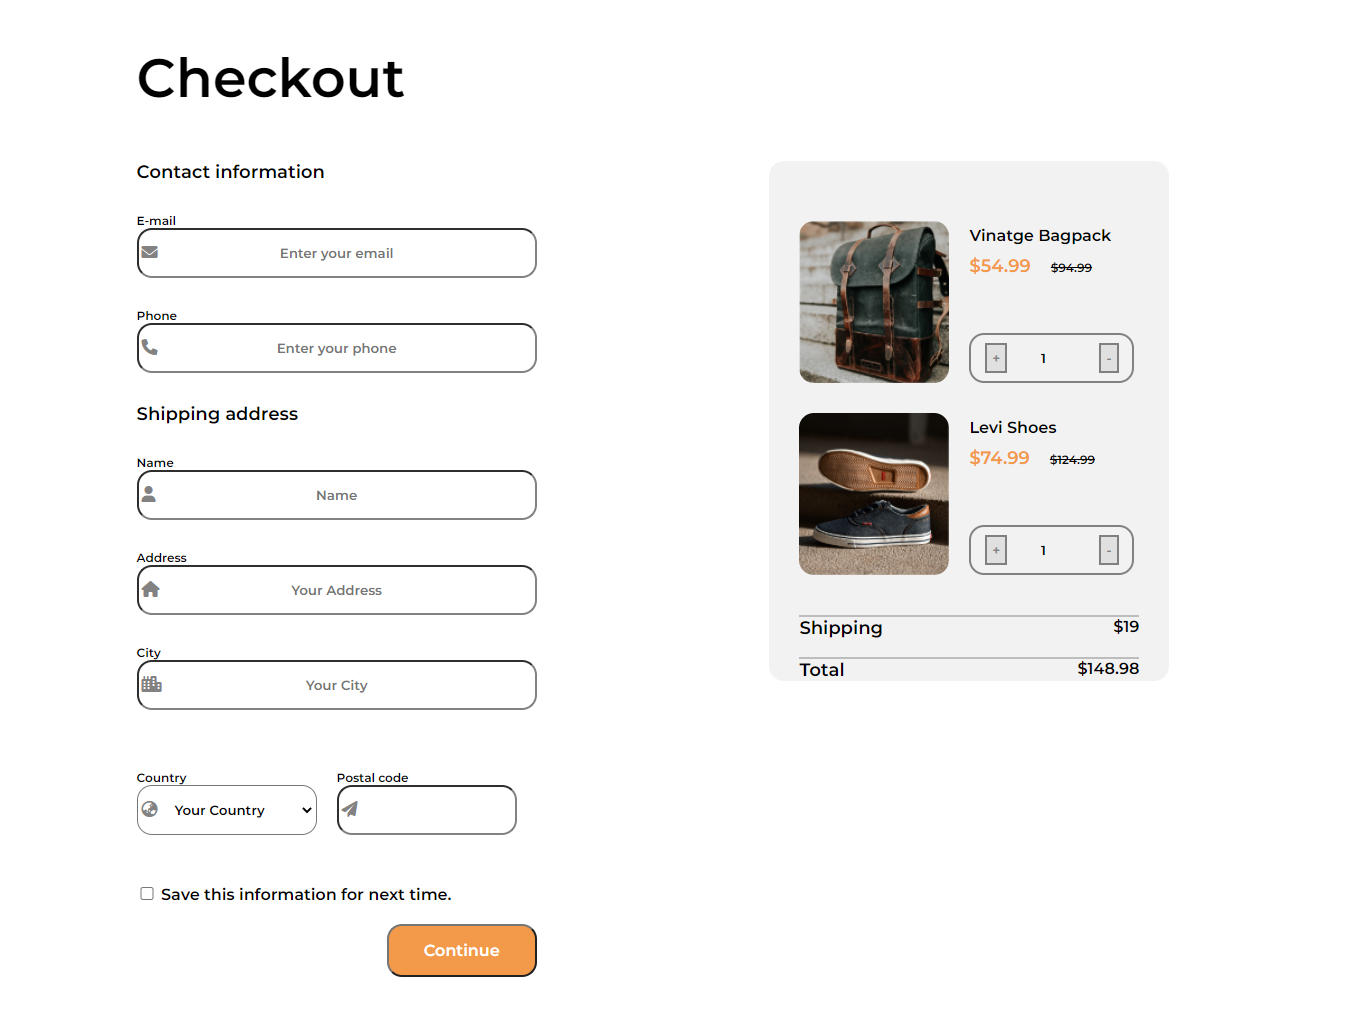 Checkout
Contact information
E-mail
Enter your email
Phone
Enter your phone
Shipping address
Name
Name
Address
Your Address
City
Your City
Country
Postal code
Your Country
Save this information for next time.
Continue
Vinatge Bagpack
$54.99 $94.99
+ 1 -
Levi Shoes
$74.99 $124.99
+ 1 -
Shipping $19
Total $148.98